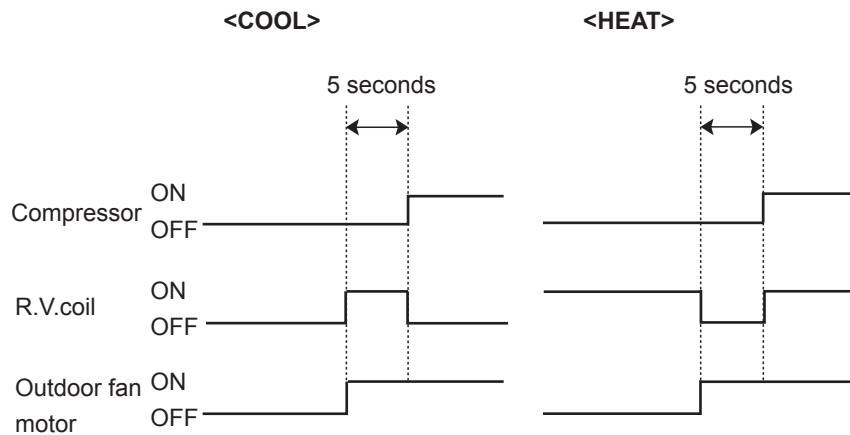 <COOL>
<HEAT>
5 seconds
5 seconds
Compressor
ON
OFF
R.V.coil
ON
OFF
Outdoor fan
motor
ON
OFF